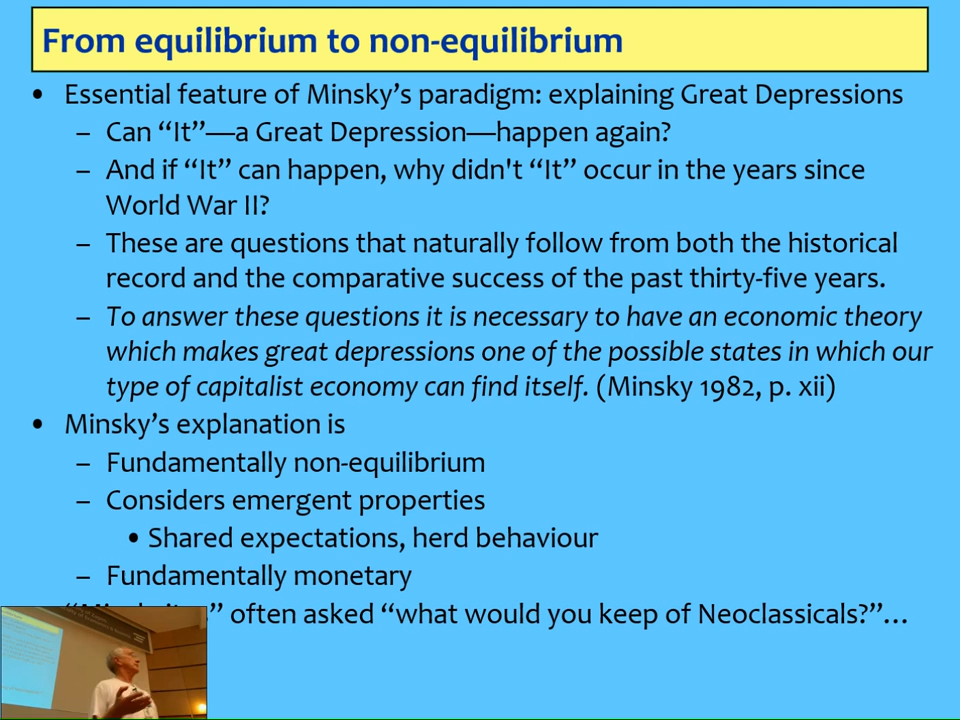 From equilibrium to non-equilibrium
• Essential feature of Minsky’s paradigm: explaining Great Depressions
– Can “It”—a Great Depression—happen again?
– And if “It” can happen, why didn't “It” occur in the years since
World War II?
– These are questions that naturally follow from both the historical
record and the comparative success of the past thirty-five years.
– To answer these questions it is necessary to have an economic theory
which makes great depressions one of the possible states in which our
type of capitalist economy can find itself. (Minsky 1982, p. xii)
• Minsky’s explanation is
– Fundamentally non-equilibrium
– Considers emergent properties
• Shared expectations, herd behaviour
– Fundamentally monetary
” often asked “what would you keep of Neoclassicals?”…